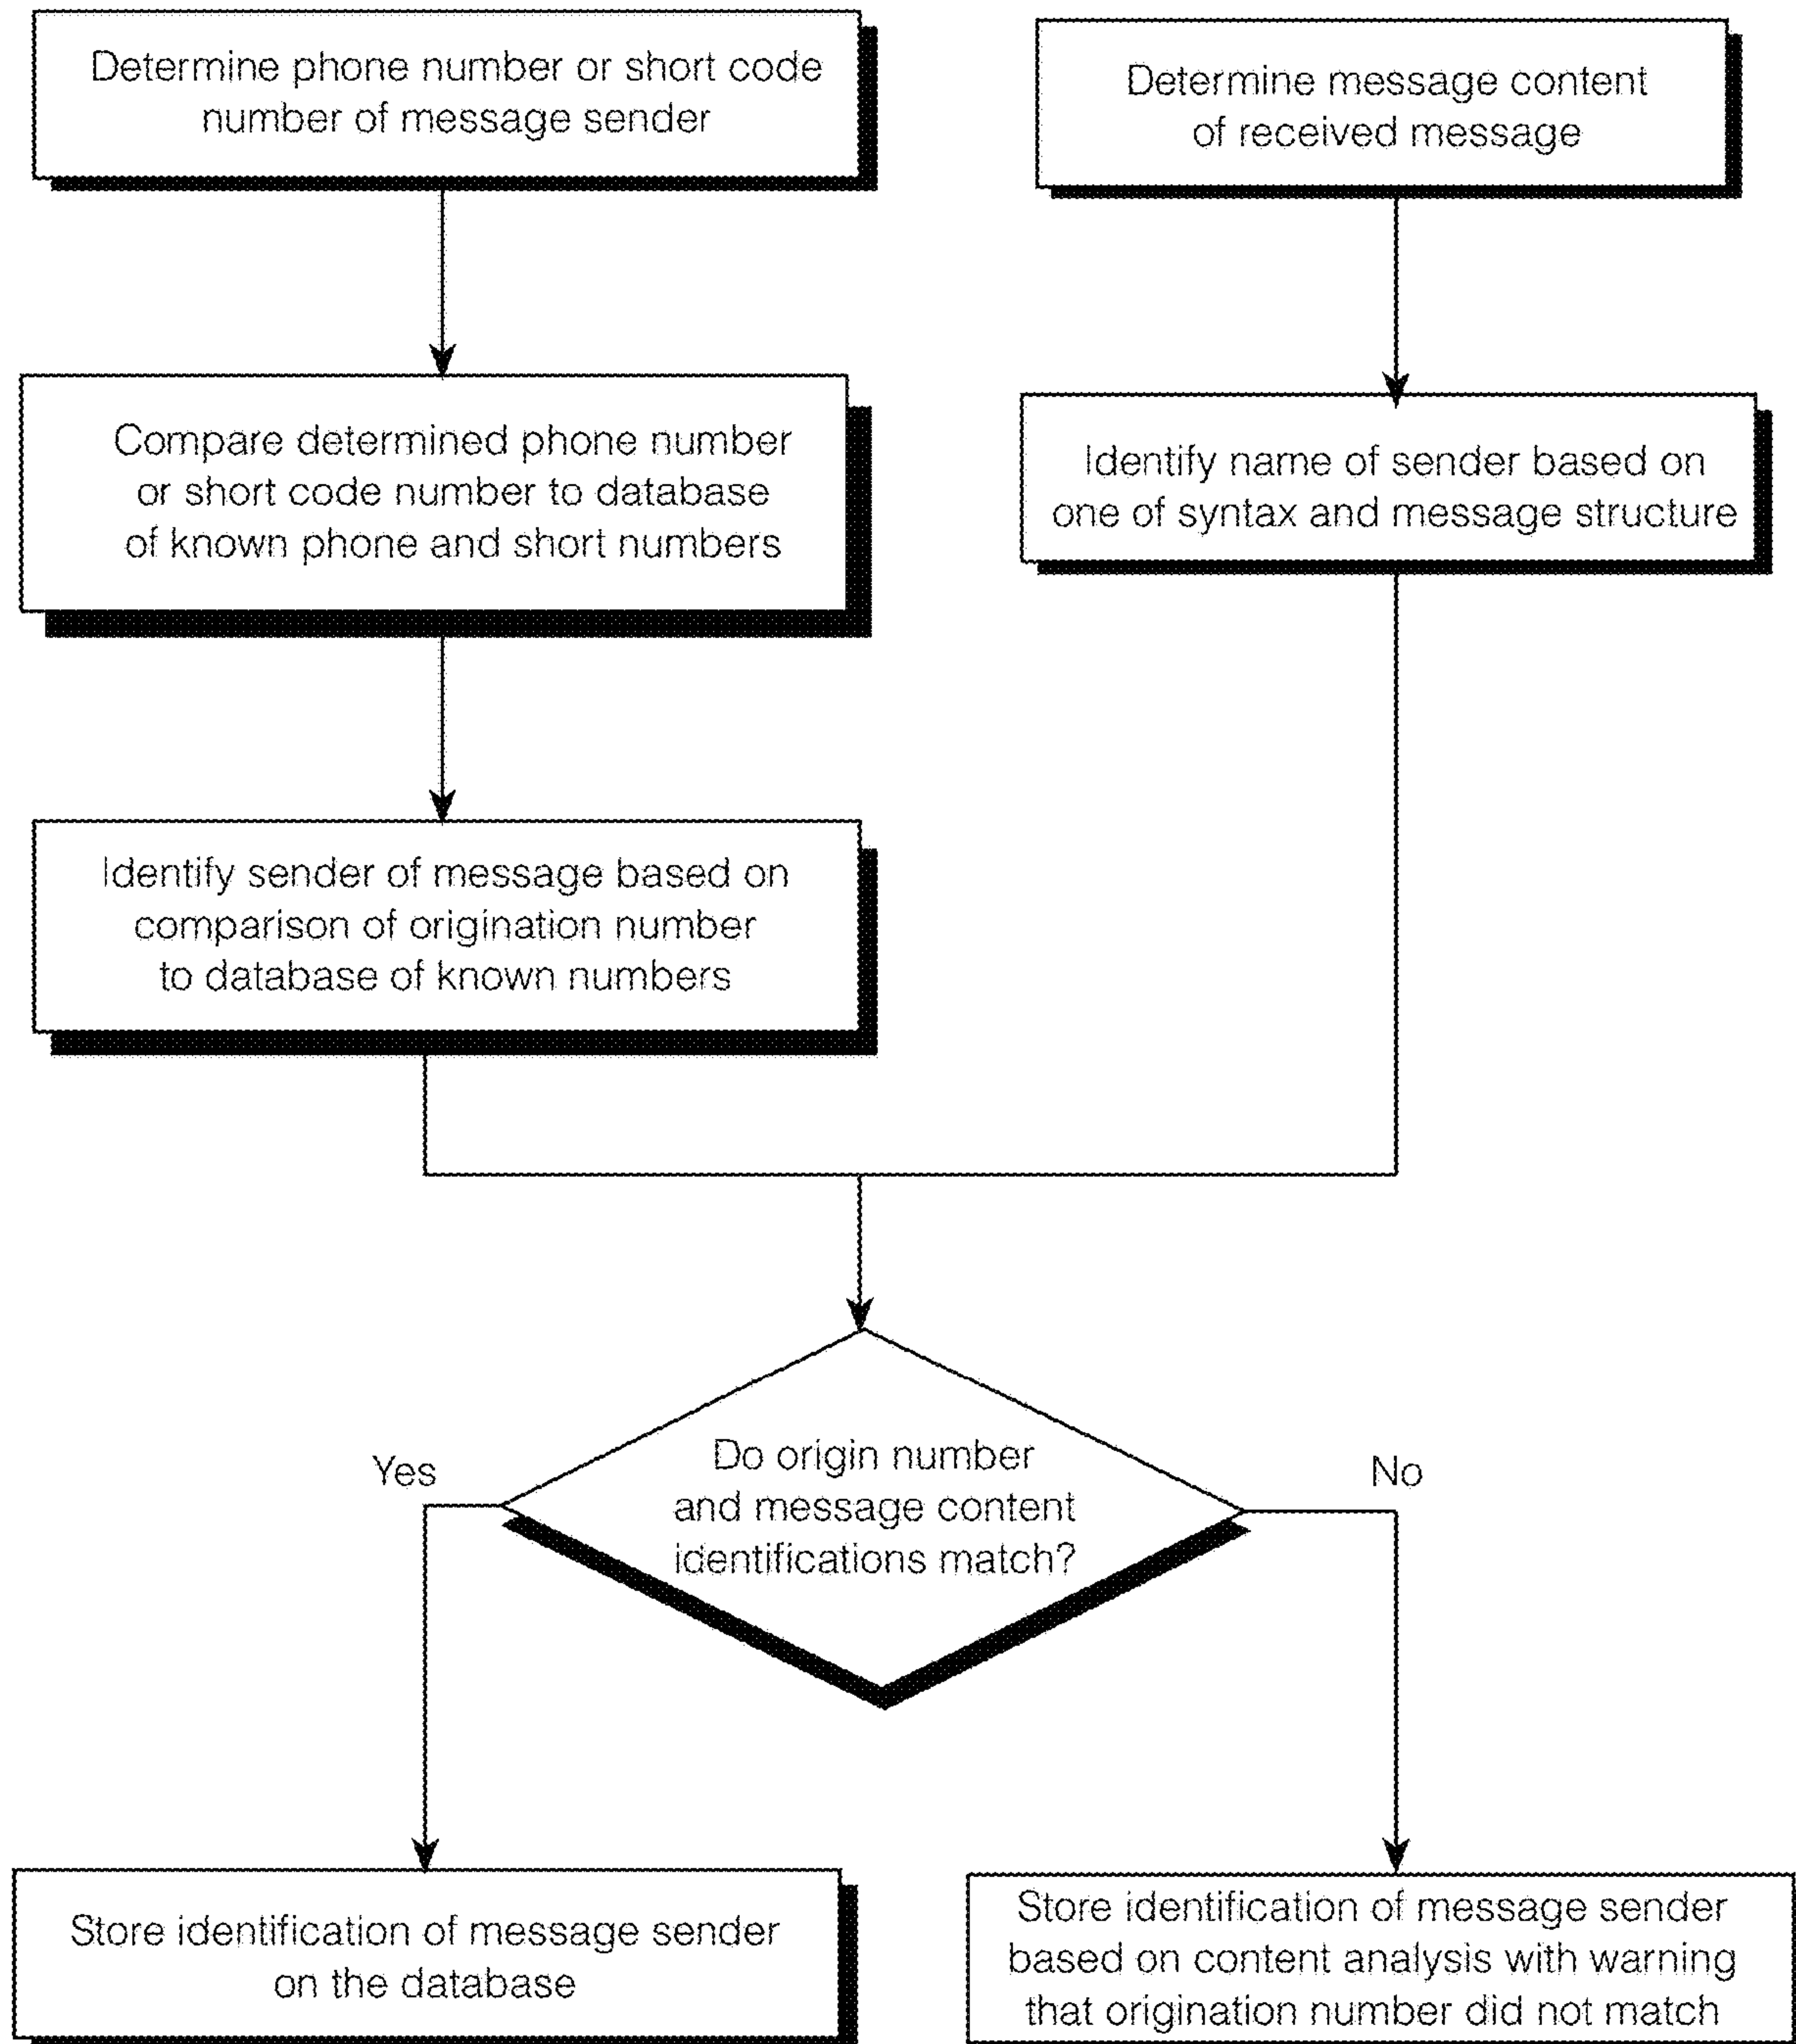 Determine phone number or short code
number of message sender
Determine message content
of received message
Compare determined phone number
or short code number to database
of known phone and short numbers
Identify name of sender based on
one of syntax and message structure
Identify sender of message based on
comparison of origination number
to database of known numbers
Do origin number
and message content
identifications match?
Yes
No
Store identification of message sender
on the database
Store identification of message sender
based on content analysis with warning
that origination number did not match